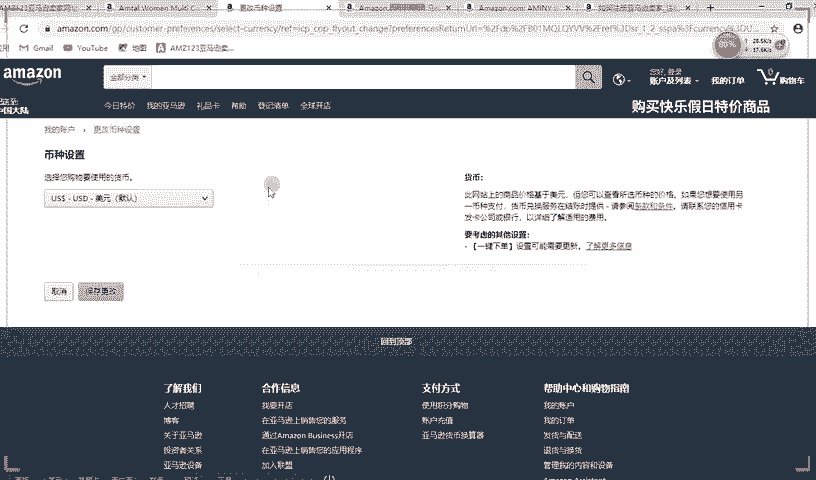 AMZ123亚马逊卖家网址
Amtal Women Multi C
更改币种设置
Amazon
Amazon.com: AMINY
如何注册亚马逊卖家
amazon.com/gp/customer-preferences/select-currency/ref=icp_cop_flyout_change?preferencesReturnUrl=
Gmail
YouTube
地图
AMZ123亚马逊卖家...
80%
amazon
全部分类
您好, 登录
账户及列表
我的订单
0
购物车
中国大陆
今日特价
我的亚马逊
礼品卡
帮助
登记清单
全球开店
购买快乐假日特价商品
我的账户 › 更改币种设置
币种设置
选择您购物要使用的货币。
US$ - USD - 美元 (默认)
货币:
此网站上的商品价格基于美元，但您可以查看所选币种的价格。如果您想要使用另
一币种支付，货币兑换服务在结账时提供 - 请参阅条款和条件。请联系您的信用卡
发卡公司或银行，以详细了解适用的费用。
要考虑的其他设置:
- 【一键下单】设置可能需要更新。了解更多信息
取消
保存更改
回到顶部
了解我们
合作信息
支付方式
帮助中心和购物指南
人才招聘
我要开店
使用积分购物
我的账户
博客
在亚马逊上销售您的服务
账户充值
我的订单
关于亚马逊
通过Amazon Business开店
亚马逊货币换算器
发货与配送
投资者关系
在亚马逊上销售您的应用程序
退货与换货
亚马逊设备
加入联盟
管理我的内容和设备
Amazon Assistant